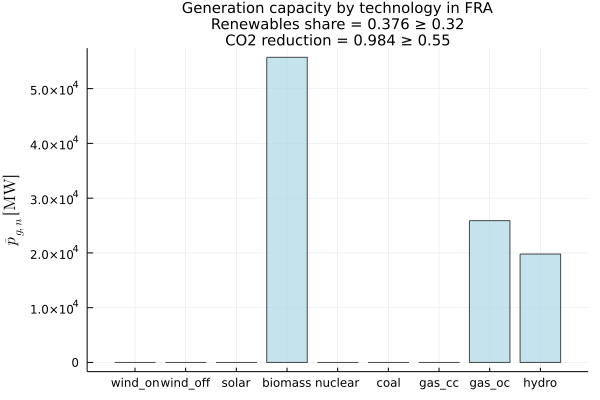 Generation capacity by technology in FRA
Renewables share = 0.376 ≥ 0.32
CO2 reduction = 0.984 ≥ 0.55
p̄_{g,n} [MW]
5.0×10⁴
4.0×10⁴
3.0×10⁴
2.0×10⁴
1.0×10⁴
0
wind_on wind_off solar biomass nuclear coal gas_cc gas_oc hydro